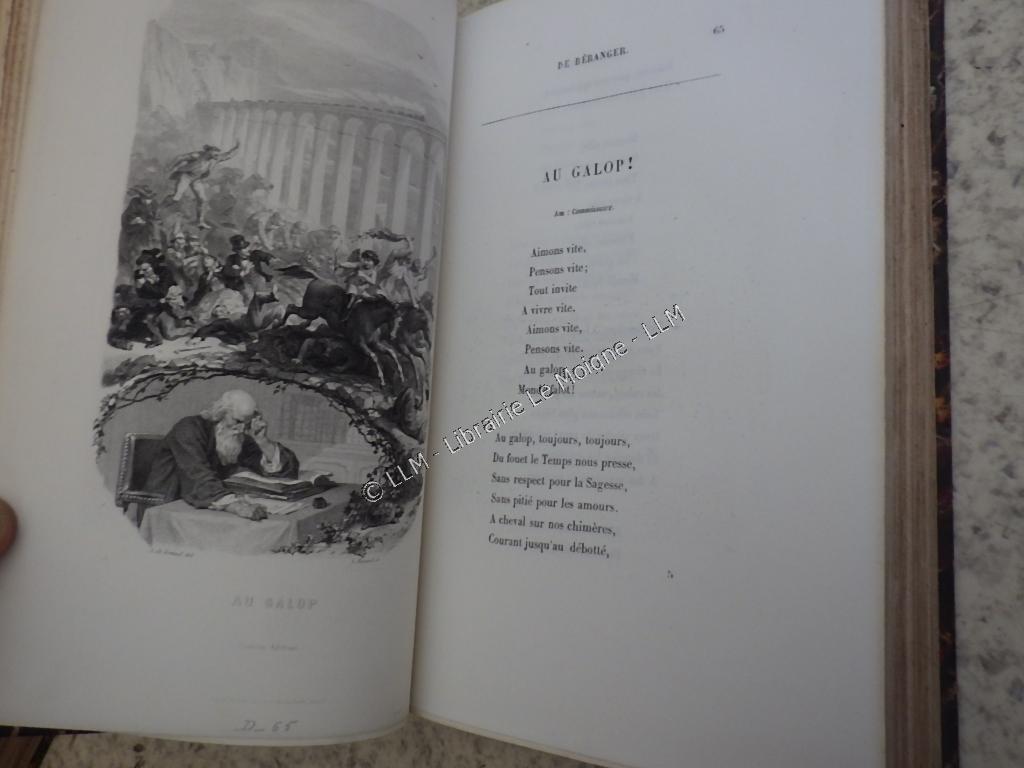 AU GALOP
D 65
65
DE BÉRANGER.
AU GALOP!
Aimons vite,
Pensons vite;
Tout invite
A vivre vite.
Aimons vite,
Pensons vite.
Au galop,
Au galop, toujours, toujours,
Du fouet le Temps nous presse,
Sans respect pour la Sagesse,
Sans pitié pour les amours.
A cheval sur nos chimères,
Courant jusqu'au débotté,
5
© LLM - Librairie Le Moigne - LLM